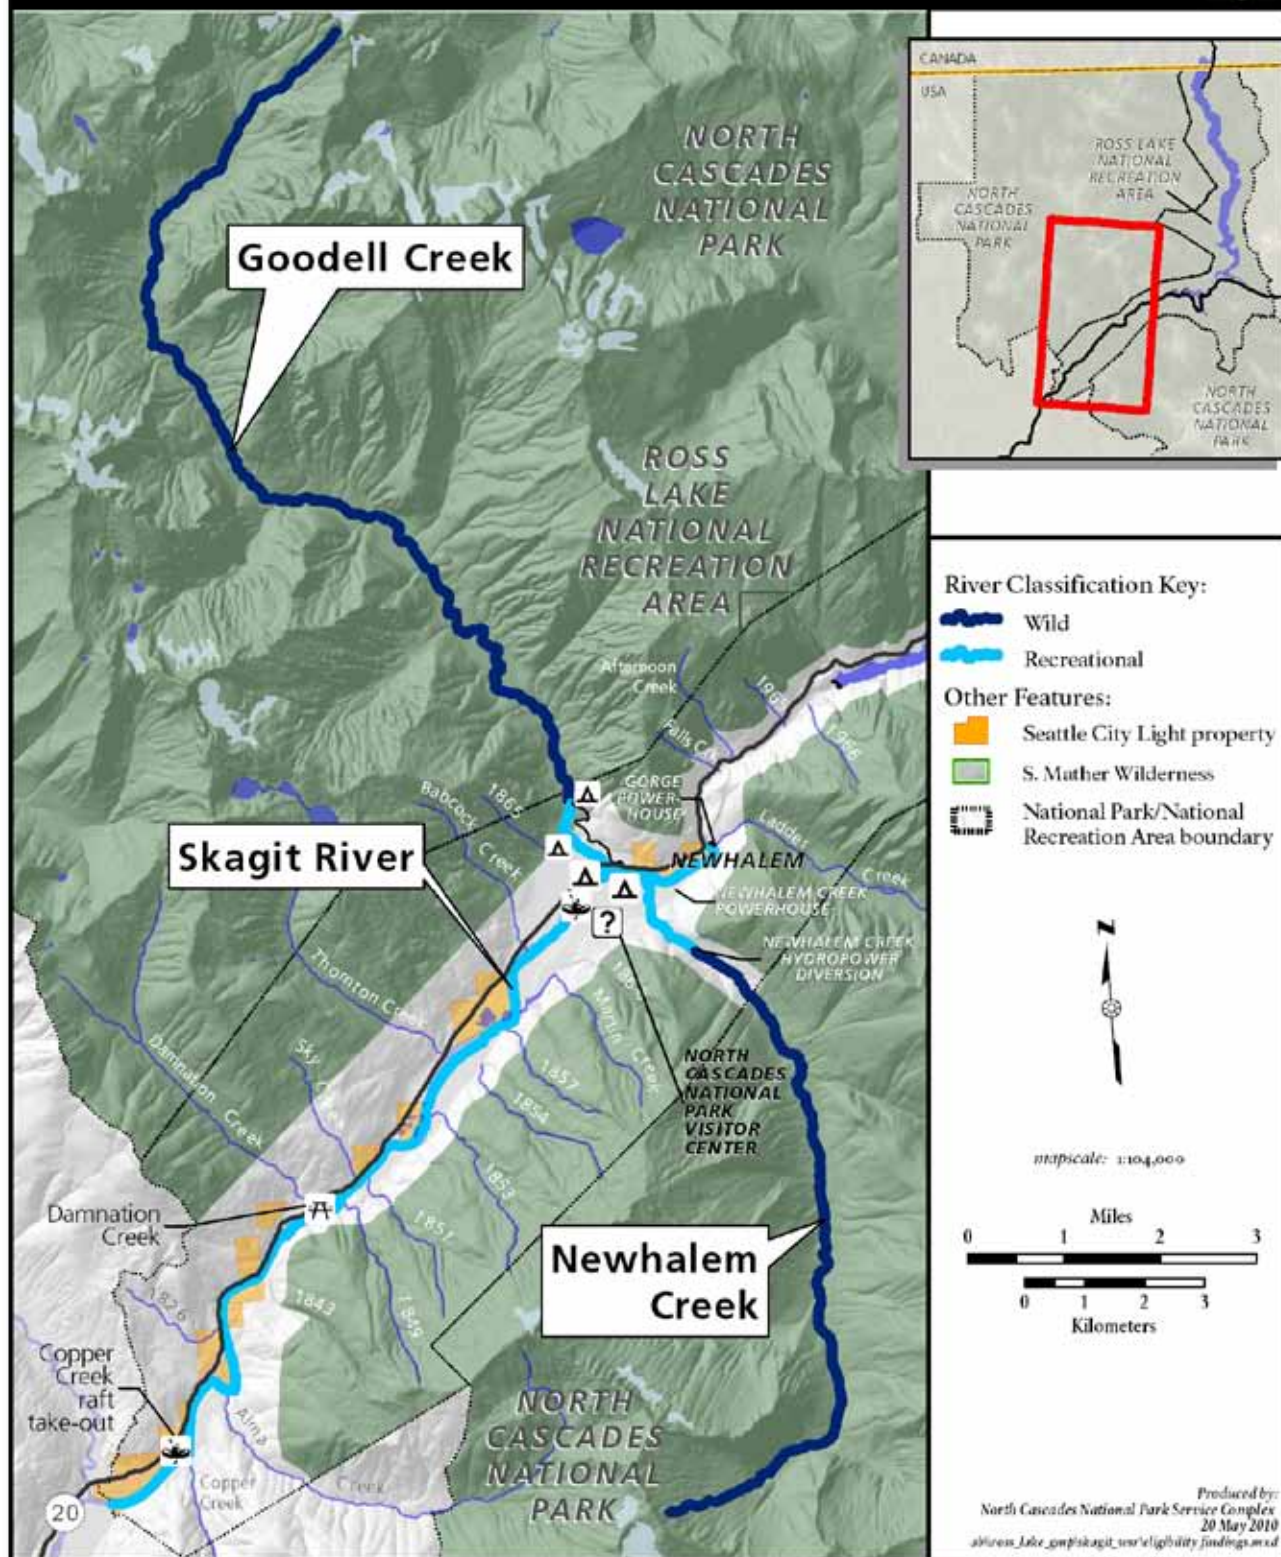 NORTH
CASCADES
NATIONAL
PARK
Goodell Creek
ROSS
LAKE
NATIONAL
RECREATION
AREA
Afternoon
Creek
GORGE
POWER-
HOUSE
Babcock
Creek
1865
Skagit River
NEWHALEM
Ladder
Creek
NEWHALEM CREEK
POWERHOUSE
NEWHALEM CREEK
HYDROPOWER
DIVERSION
?
Thornton
Damnation Creek
Sky
Creek
1857
1854
1853
1851
1849
1843
1826
NORTH
CASCADES
NATIONAL
PARK
VISITOR
CENTER
Damnation
Creek
Newhalem
Creek
Copper
Creek
raft
take-out
Alma
Creek
Copper
Creek
NORTH
CASCADES
NATIONAL
PARK
20
CANADA
USA
ROSS LAKE
NATIONAL
RECREATION
AREA
NORTH
CASCADES
NATIONAL
PARK
NORTH
CASCADES
NATIONAL
PARK
River Classification Key:
Wild
Recreational
Other Features:
Seattle City Light property
S. Mather Wilderness
National Park/National
Recreation Area boundary
N
mapscale: 1:104,000
Miles
0 1 2 3
0 1 2 3
Kilometers
Produced by:
North Cascades National Park Service Complex
20 May 2010